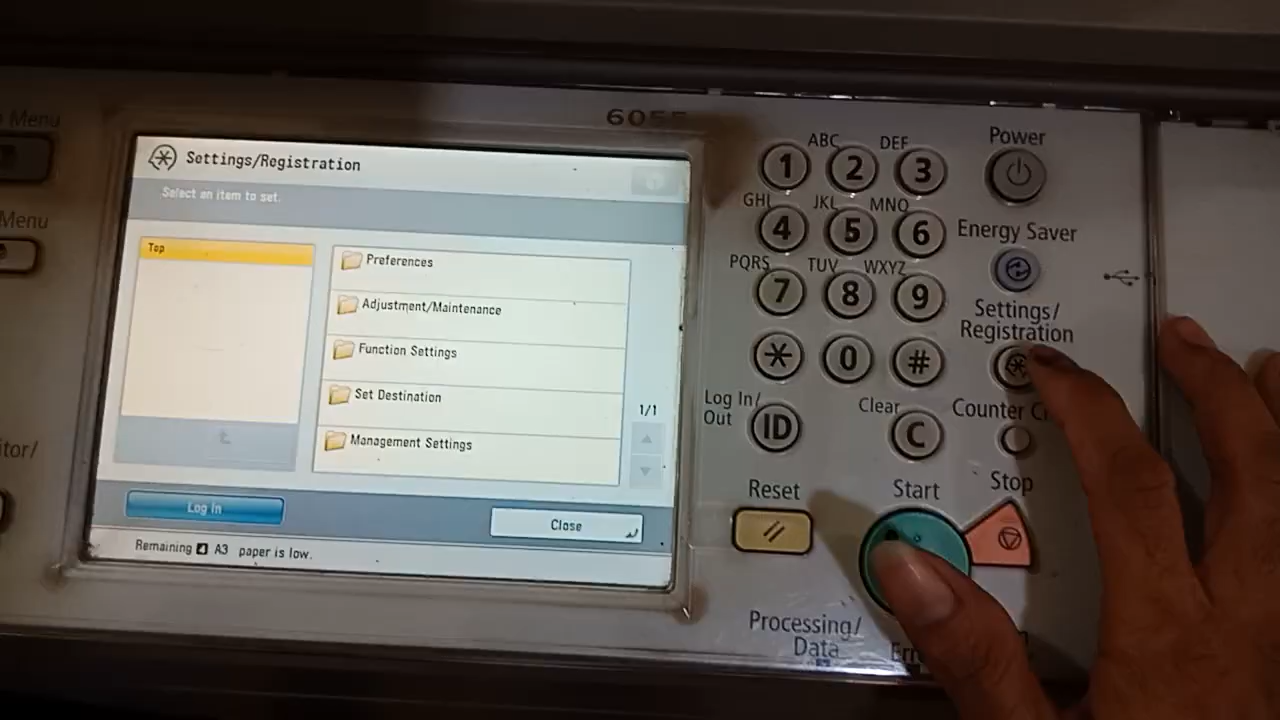 Menu
6055
Settings/Registration
Select an item to set.
Top
Preferences
Adjustment/Maintenance
Function Settings
Set Destination
Management Settings
1/1
Log In
Close
Remaining 4 A3 paper is low.
Menu
ABC
DEF
1
2
3
GHI
JKL
MNO
4
5
6
PQRS
TUV
WXYZ
7
8
9
*
0
#
Log In/
Out
ID
Clear
C
Power
Energy Saver
Settings/
Registration
Counter
Reset
Start
Stop
Processing/
Data